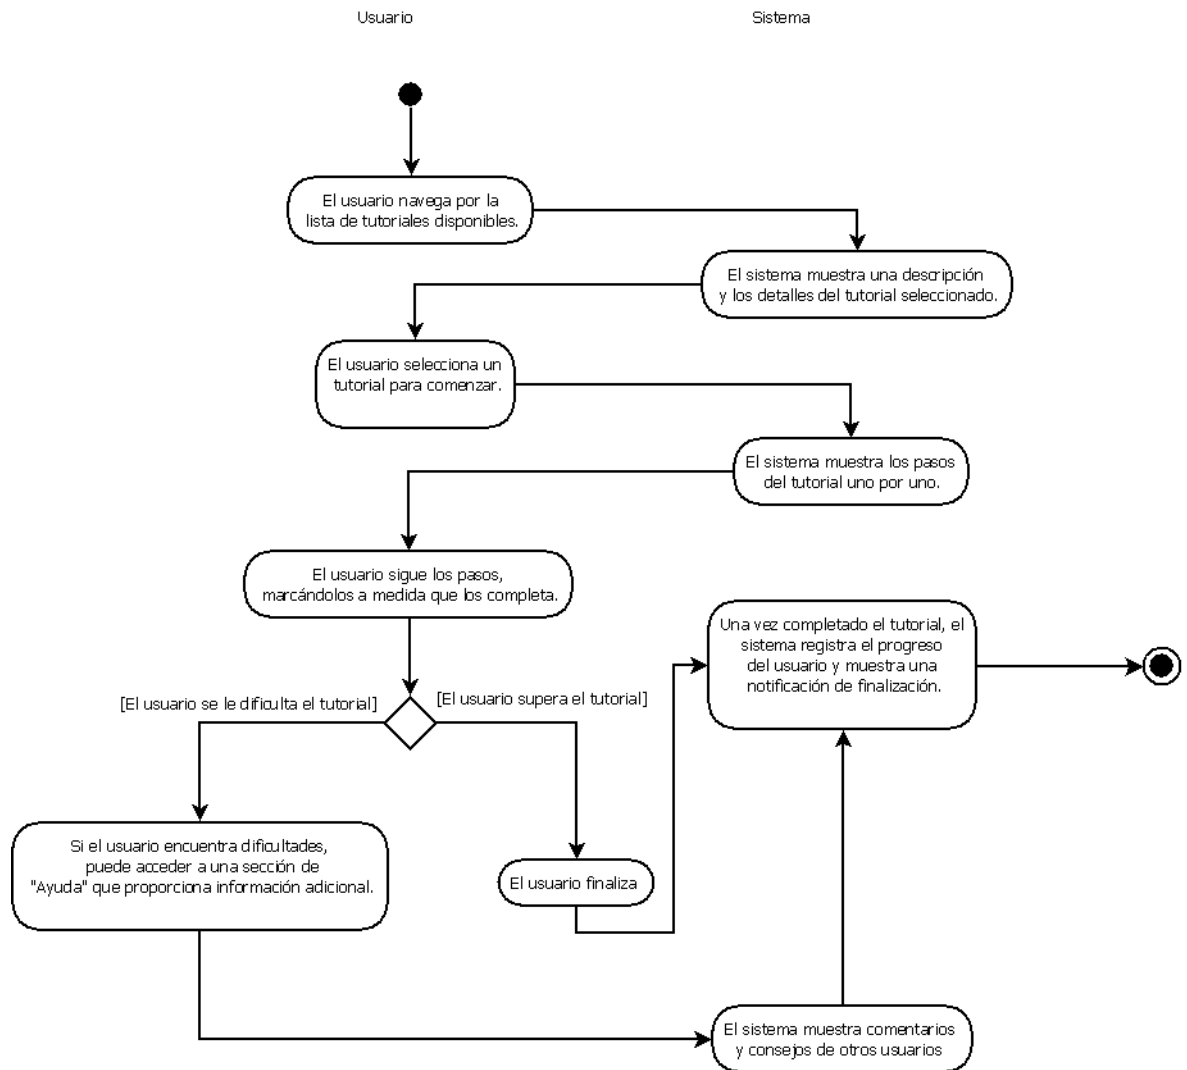 Usuario
Sistema
El usuario navega por la
lista de tutoriales disponibles.
El sistema muestra una descripción
y los detalles del tutorial seleccionado.
El usuario selecciona un
tutorial para comenzar.
El sistema muestra los pasos
del tutorial uno por uno.
El usuario sigue los pasos,
marcándolos a medida que los completa.
Una vez completado el tutorial, el
sistema registra el progreso
del usuario y muestra una
notificación de finalización.
[El usuario se le dificulta el tutorial]
[El usuario supera el tutorial]
Si el usuario encuentra dificultades,
puede acceder a una sección de
"Ayuda" que proporciona información adicional.
El usuario finaliza
El sistema muestra comentarios
y consejos de otros usuarios